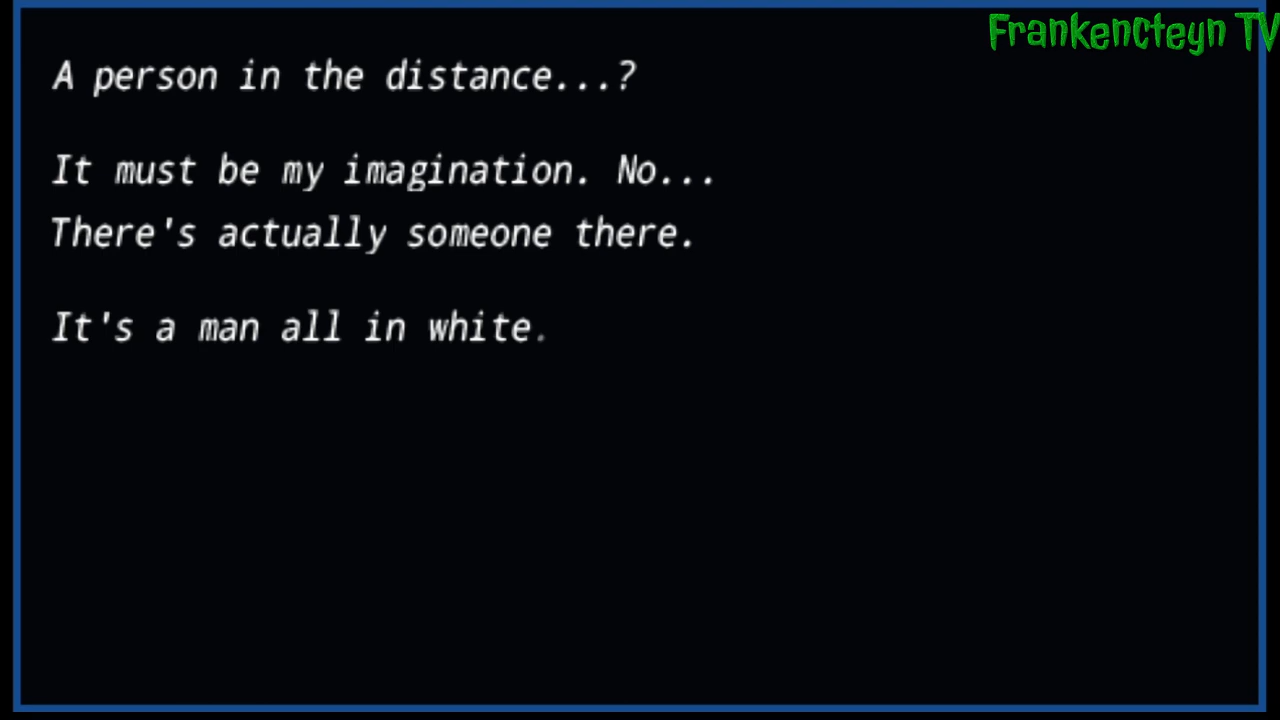 FrankenCteyn TV
A person in the distance...?
It must be my imagination. No...
There's actually someone there.
It's a man all in white.